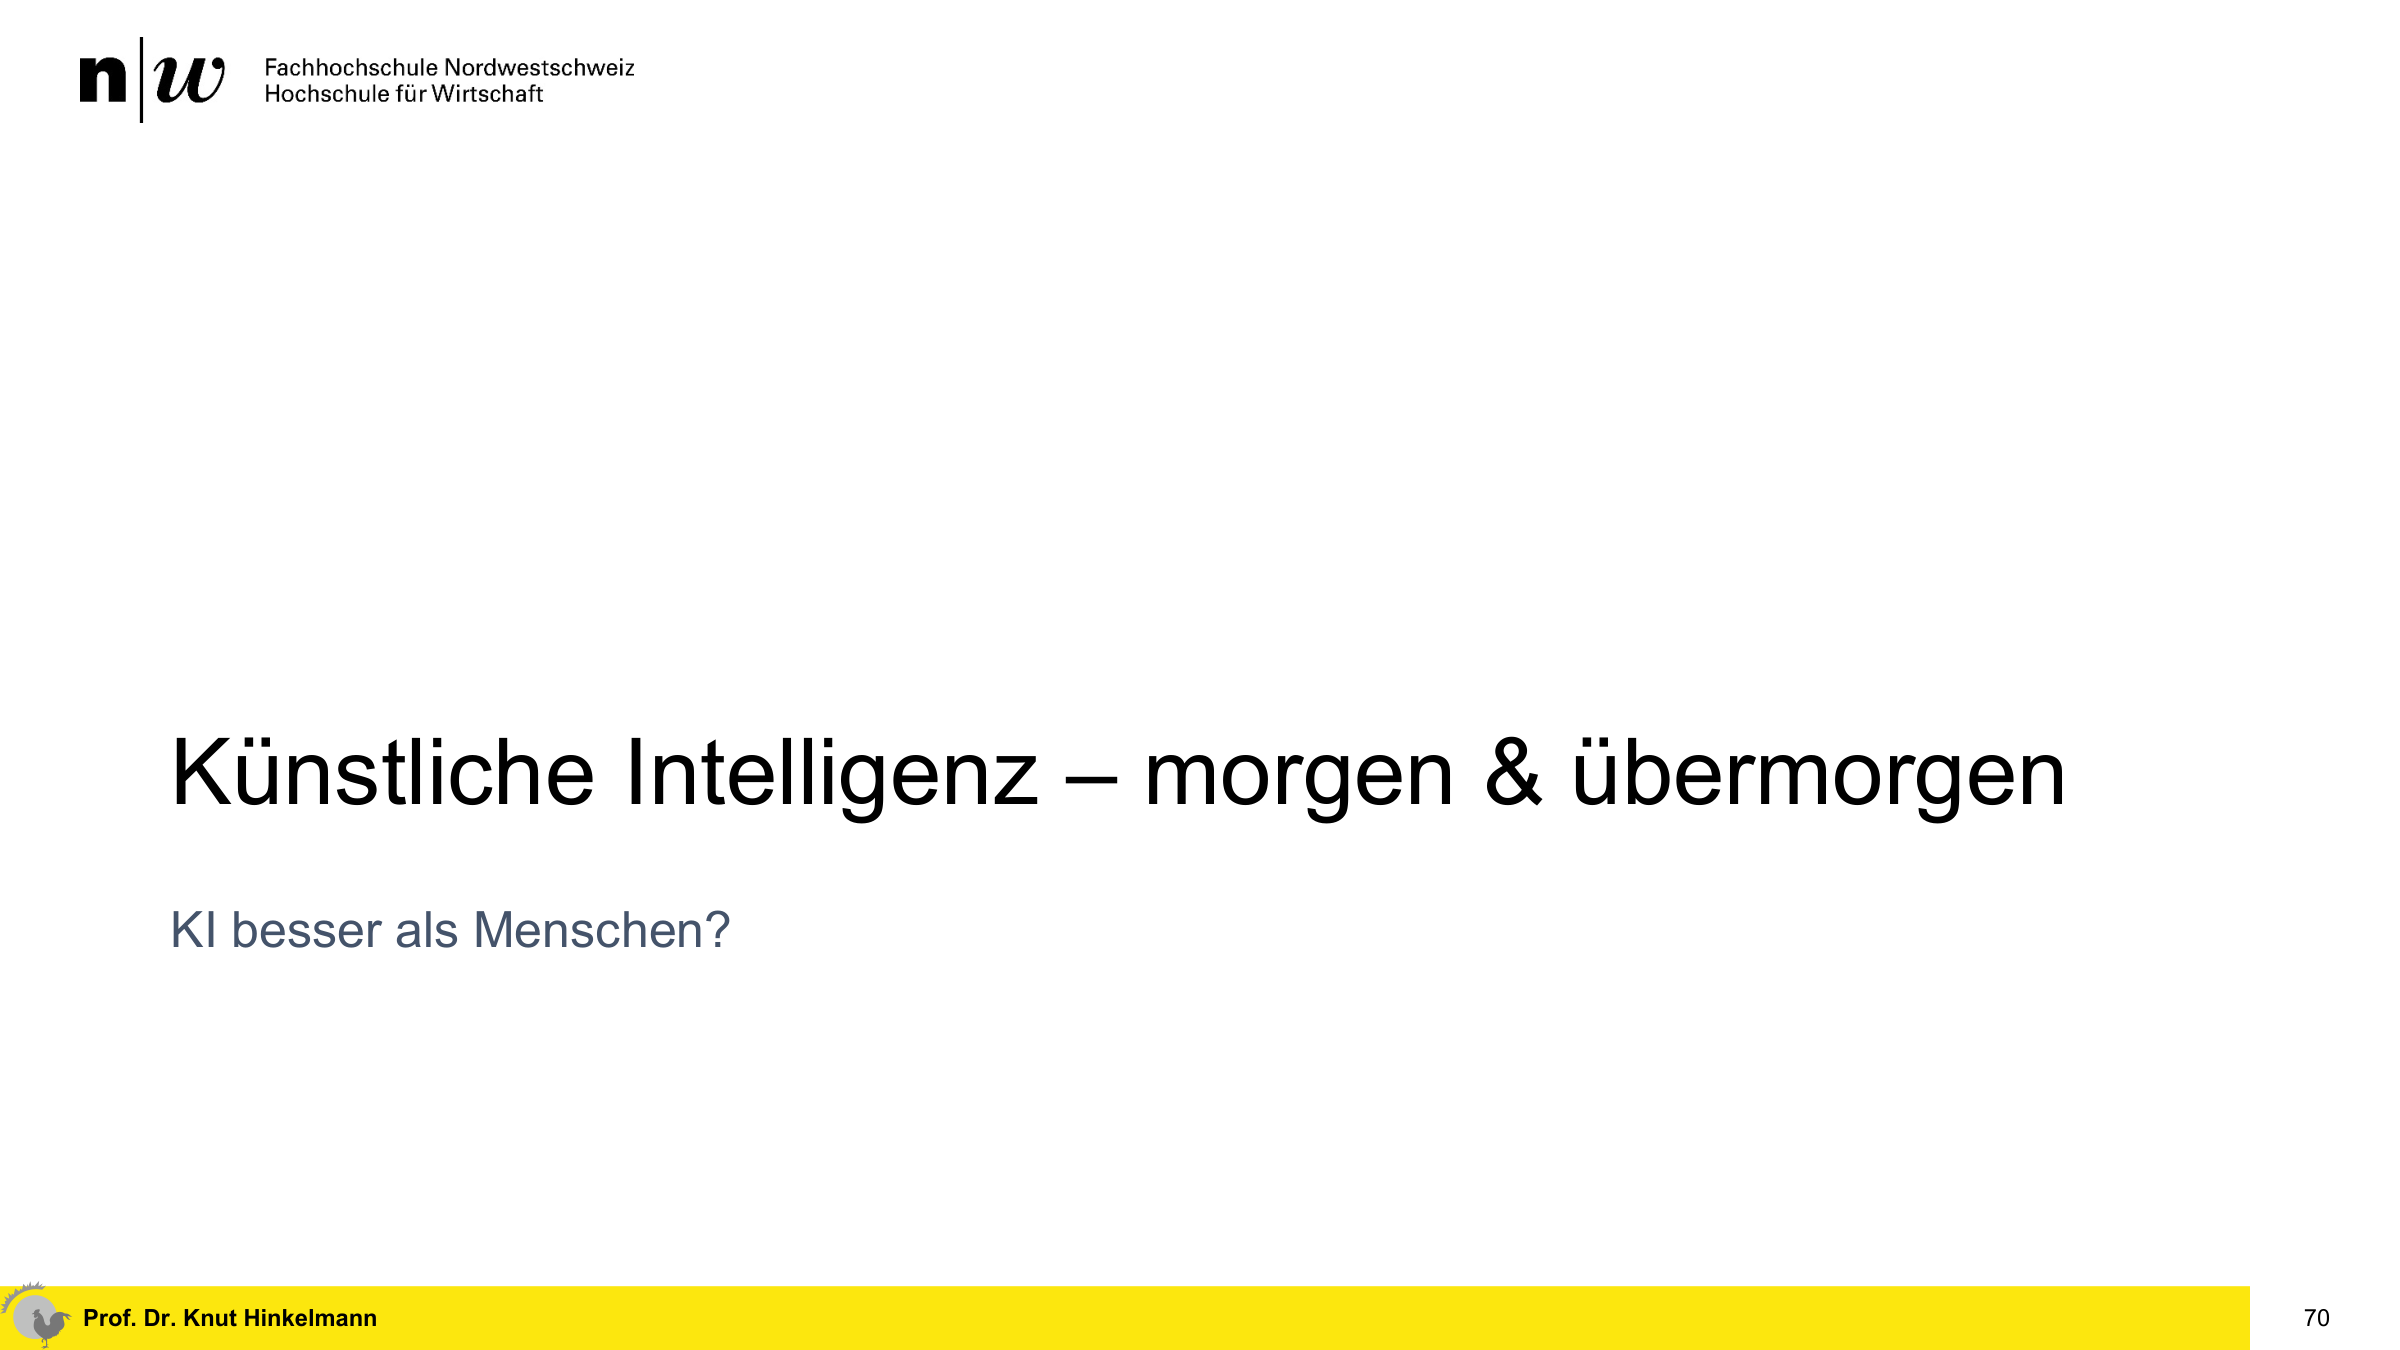 n|w
Fachhochschule Nordwestschweiz
Hochschule für Wirtschaft
Künstliche Intelligenz – morgen & übermorgen
KI besser als Menschen?
Prof. Dr. Knut Hinkelmann
70